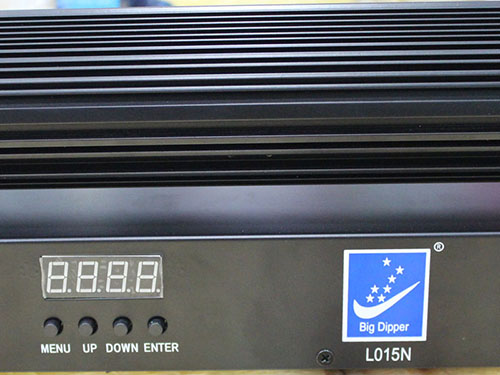 8.8.8.8.
®
Big Dipper
MENU UP DOWN ENTER
L015N